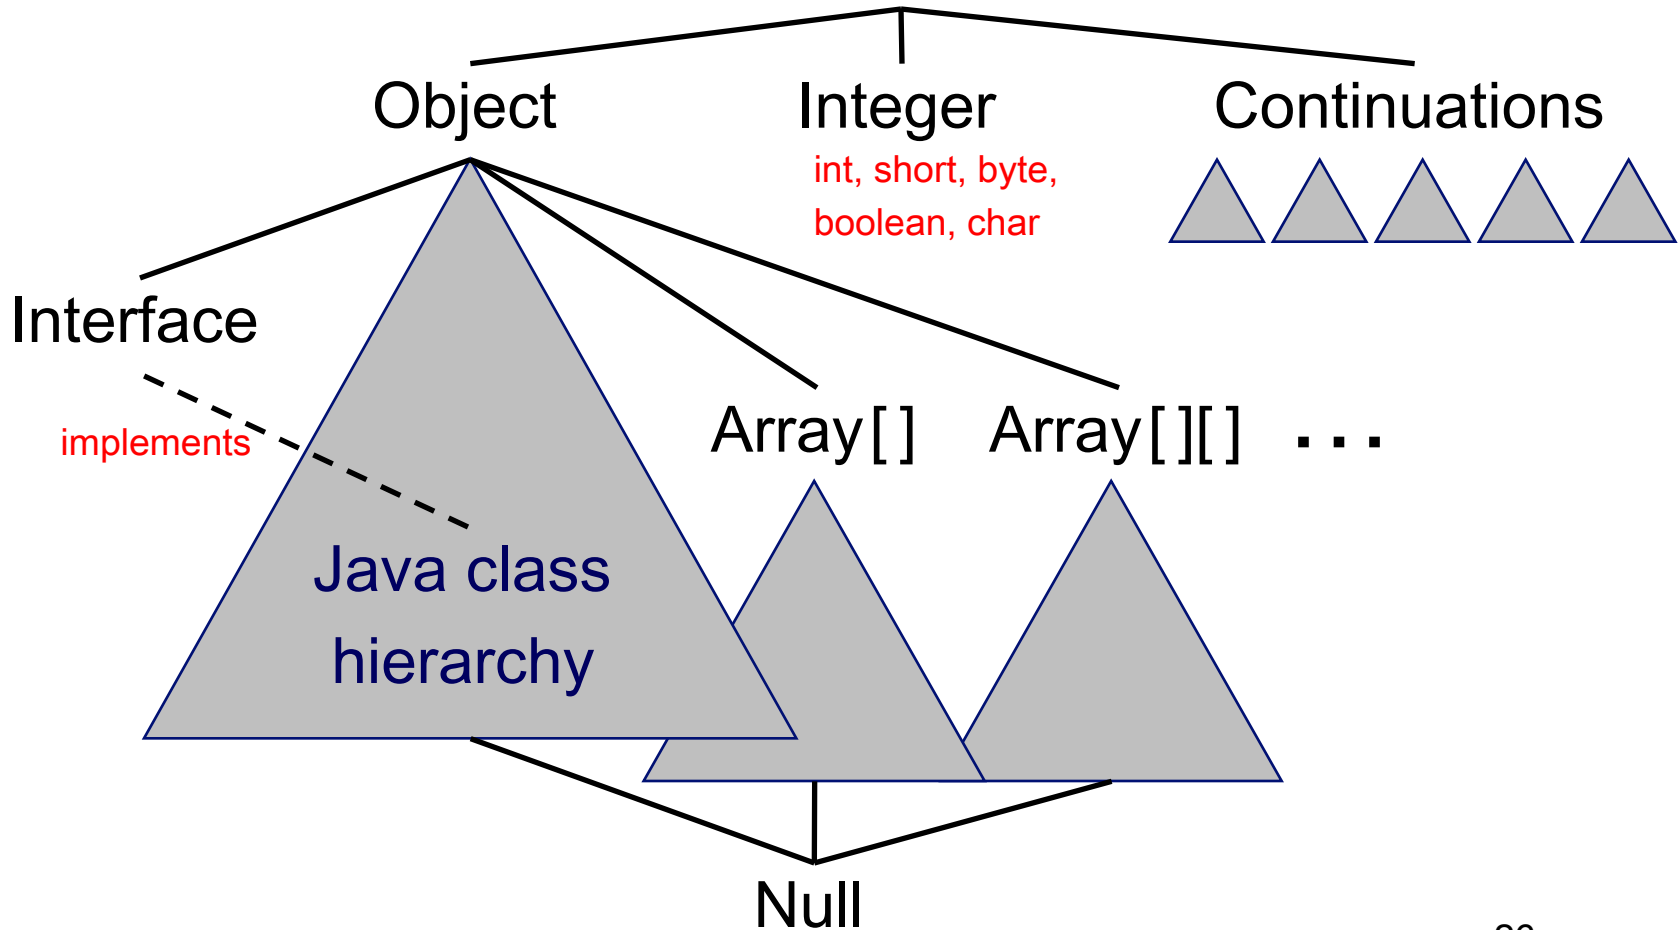 Object Integer Continuations
int, short, byte,
boolean, char
Interface
implements
Array[ ] Array[ ][ ] ...
Java class
hierarchy
Null